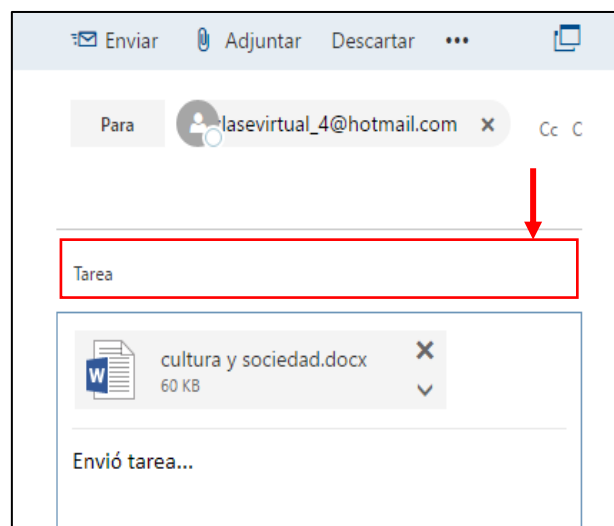 Enviar Adjuntar Descartar •••
Para lasevirtual_4@hotmail.com × Cc C
Tarea
W cultura y sociedad.docx
60 KB
Envió tarea...